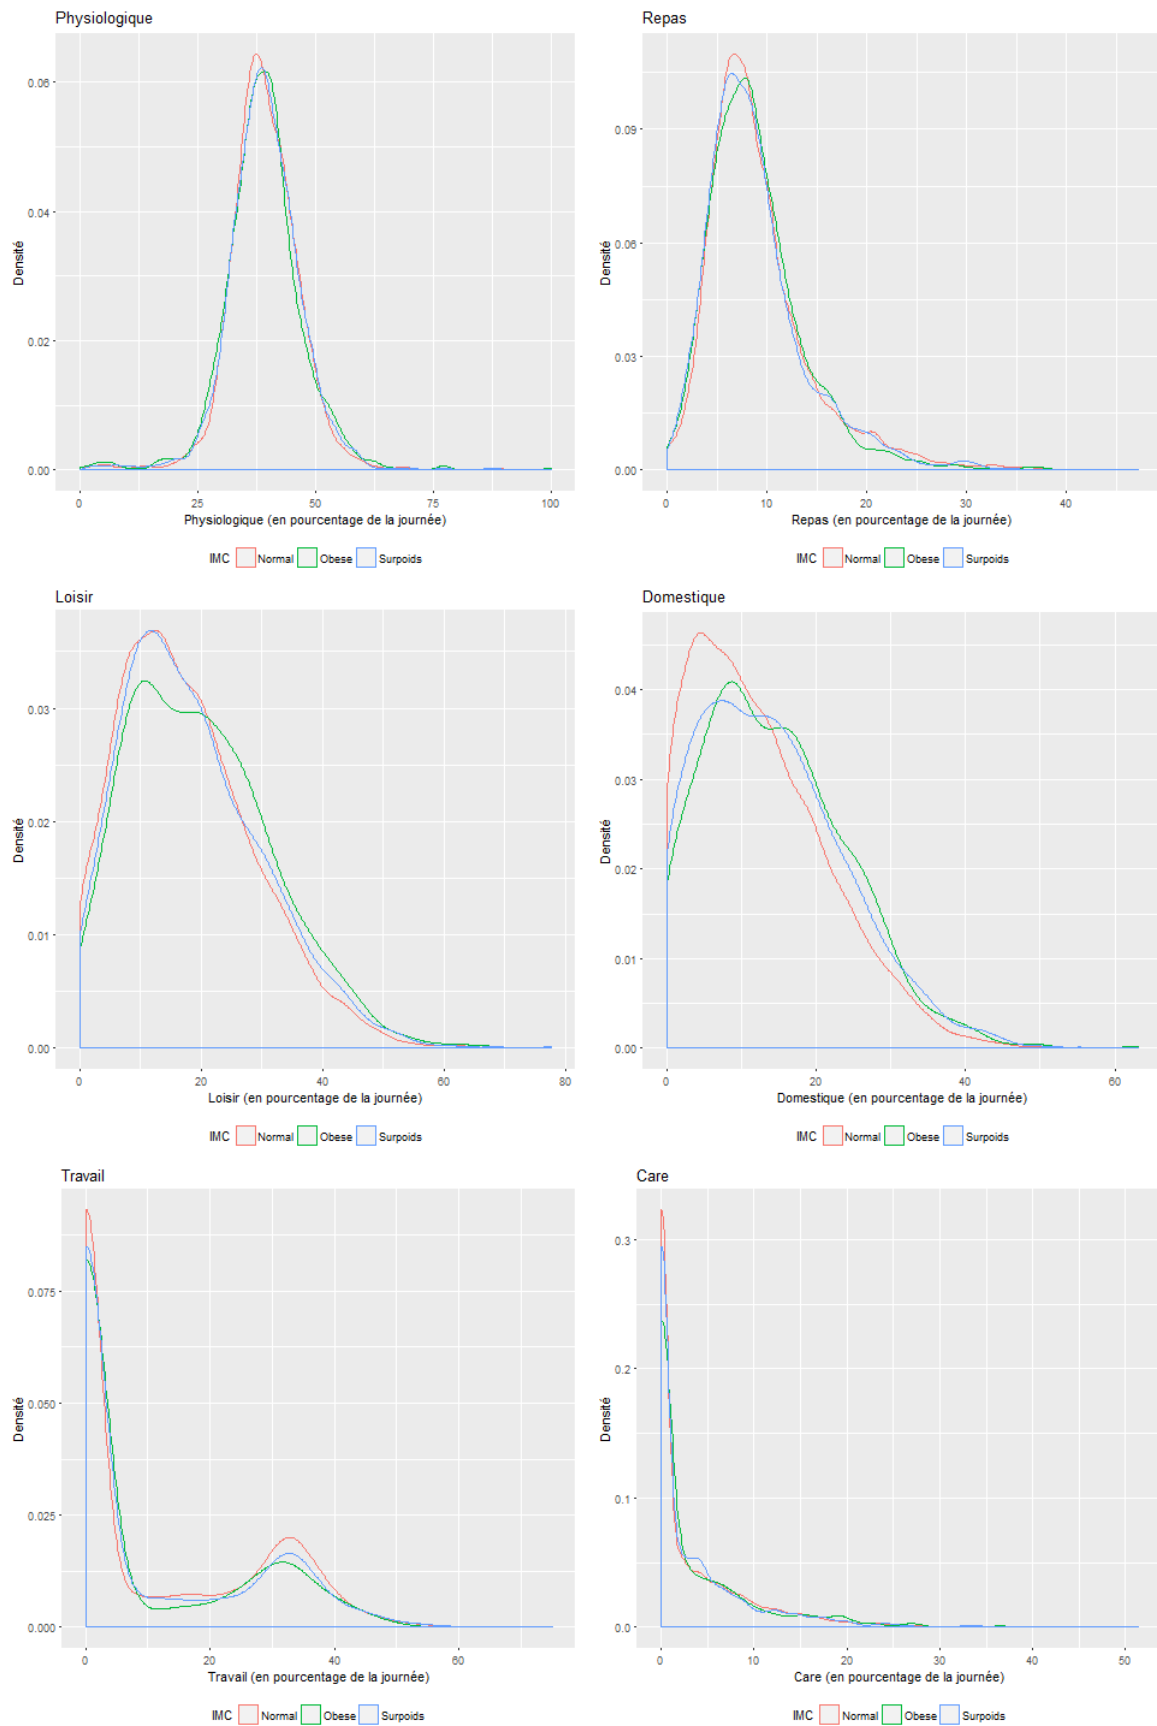 Physiologique
Densité
0.06
0.04
0.02
0.00
0 25 50 75 100
Physiologique (en pourcentage de la journée)
IMC Normal Obese Surpoids
Repas
Densité
0.09
0.06
0.03
0.00
0 10 20 30 40
Repas (en pourcentage de la journée)
IMC Normal Obese Surpoids
Loisir
Densité
0.03
0.02
0.01
0.00
0 20 40 60 80
Loisir (en pourcentage de la journée)
IMC Normal Obese Surpoids
Domestique
Densité
0.04
0.03
0.02
0.01
0.00
0 20 40 60
Domestique (en pourcentage de la journée)
IMC Normal Obese Surpoids
Travail
Densité
0.075
0.050
0.025
0.000
0 20 40 60
Travail (en pourcentage de la journée)
IMC Normal Obese Surpoids
Care
Densité
0.3
0.2
0.1
0.0
0 10 20 30 40 50
Care (en pourcentage de la journée)
IMC Normal Obese Surpoids